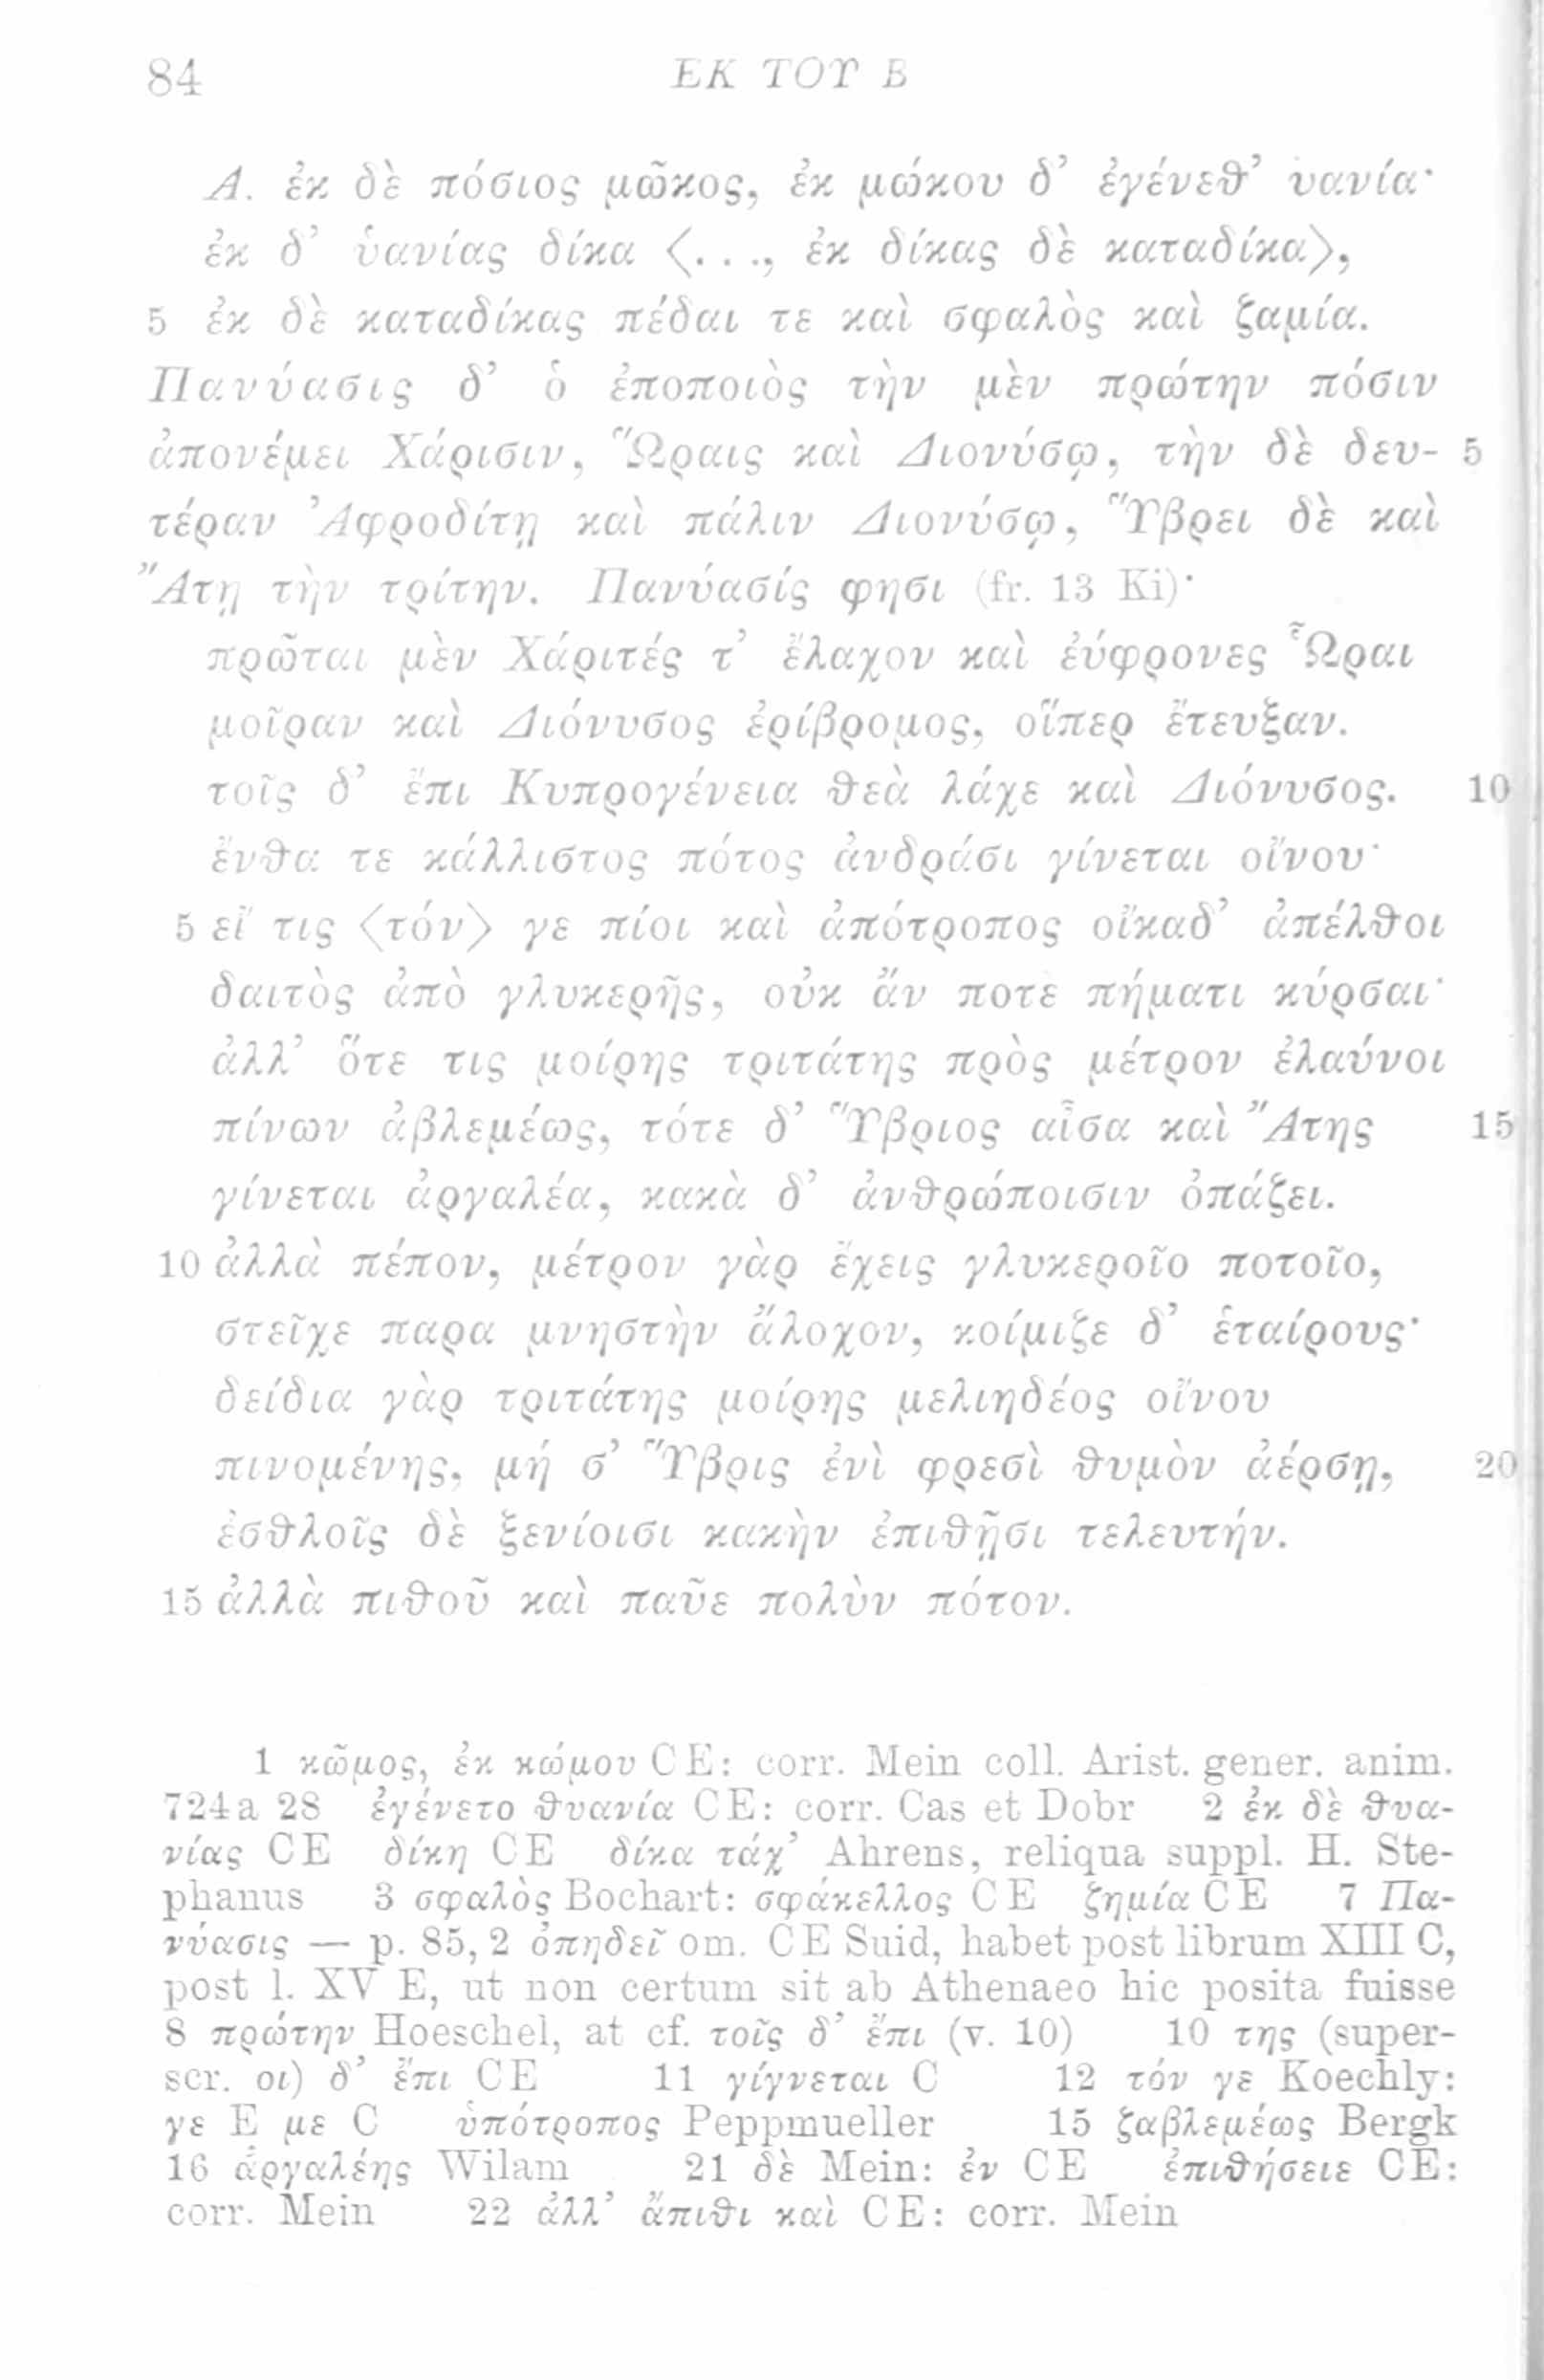 84 ΕΚ ΤΟΥ Β
Α. ἐκ δὲ πόσιος μῶκος, ἐκ μώκου δ’ ἐγένεθ’ ὑανία·
ἐκ δ’ ὑανίας δίκα <. . ., ἐκ δίκας δὲ καταδίκα>,
5 ἐκ δὲ καταδίκας πέδαι τε καὶ σφαλὸς καὶ ζαμία.
Πανύασις δ’ ὁ ἐποποιὸς τὴν μὲν πρώτην πόσιν
ἀπονέμει Χάρισιν, Ὥραις καὶ Διονύσῳ, τὴν δὲ δευ- 5
τέραν Ἀφροδίτῃ καὶ πάλιν Διονύσῳ, Ὕβρει δὲ καὶ
Ἄτῃ τὴν τρίτην. Πανύασίς φησι (fr. 13 Ki)·
πρῶται μὲν Χάριτές τ’ ἔλαχον καὶ ἐύφρονες Ὧραι
μοῖραν καὶ Διόνυσος ἐρίβρομος, οἵπερ ἔτευξαν.
τοῖς δ’ ἔπι Κυπρογένεια θεὰ λάχε καὶ Διόνυσος. 10
ἔνθα τε κάλλιστος πότος ἀνδράσι γίνεται οἴνου·
5 εἴ τις <τόν> γε πίοι καὶ ἀπότροπος οἴκαδ’ ἀπέλθοι
δαιτὸς ἀπὸ γλυκερῆς, οὐκ ἄν ποτε πήματι κύρσαι·
ἀλλ’ ὅτε τις μοίρης τριτάτης πρὸς μέτρον ἐλαύνοι
πίνων ἀβλεμέως, τότε δ’ Ὕβριος αἶσα καὶ Ἄτης 15
γίνεται ἀργαλέα, κακὰ δ’ ἀνθρώποισιν ὀπάζει.
10 ἀλλὰ πέπον, μέτρον γὰρ ἔχεις γλυκεροῖο ποτοῖο,
στεῖχε παρα μνηστὴν ἄλοχον, κοίμιζε δ’ ἑταίρους·
δείδια γὰρ τριτάτης μοίρης μελιηδέος οἴνου
πινομένης, μή σ’ Ὕβρις ἐνὶ φρεσὶ θυμὸν ἀέρσῃ, 20
ἐσθλοῖς δὲ ξενίοισι κακὴν ἐπιθῇσι τελευτήν.
15 ἀλλὰ πιθοῦ καὶ παῦε πολὺν πότον.
1 κῶμος, ἐκ κώμου CE: corr. Mein coll. Arist. gener. anim.
724a 28 ἐγένετο θυανία CE: corr. Cas et Dobr 2 ἐκ δὲ θυα-
νίας CE δίκη CE δίκα τάχ’ Ahrens, reliqua suppl. H. Ste-
phanus 3 σφαλὸς Bochart: σφάκελλος CE ζημία CE 7 Πα-
νύασις — p. 85, 2 ὀπηδεῖ om. CE Suid, habet post librum XIII C,
post l. XV E, ut non certum sit ab Athenaeo hic posita fuisse
8 πρώτην Hoeschel, at cf. τοῖς δ’ ἔπι (v. 10) 10 της (super-
scr. οι) δ’ ἔπι CE 11 γίγνεται C 12 τόν γε Koechly:
γε E με C ὑπότροπος Peppmueller 15 ζαβλεμέως Bergk
16 ἀργαλέης Wilam 21 δὲ Mein: ἐν CE ἐπιθήσειε CE:
corr. Mein 22 ἀλλ’ ἄπιθι καὶ CE: corr. Mein